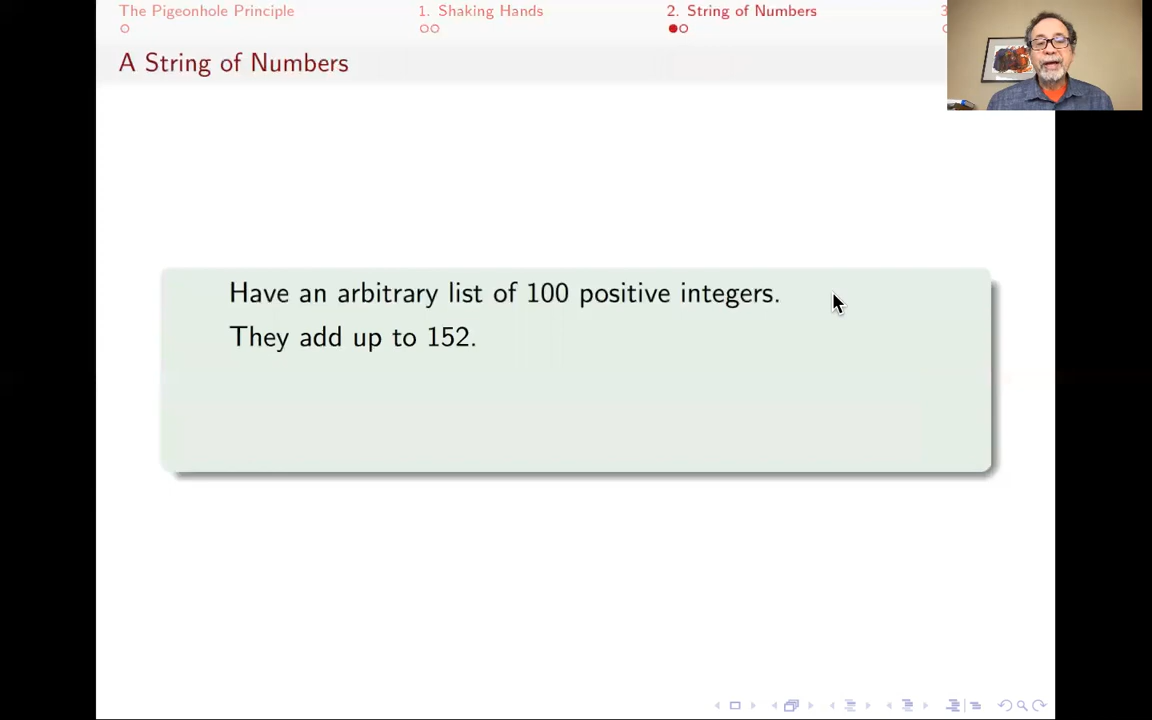 The Pigeonhole Principle
1. Shaking Hands
2. String of Numbers
3
A String of Numbers
Have an arbitrary list of 100 positive integers.
They add up to 152.